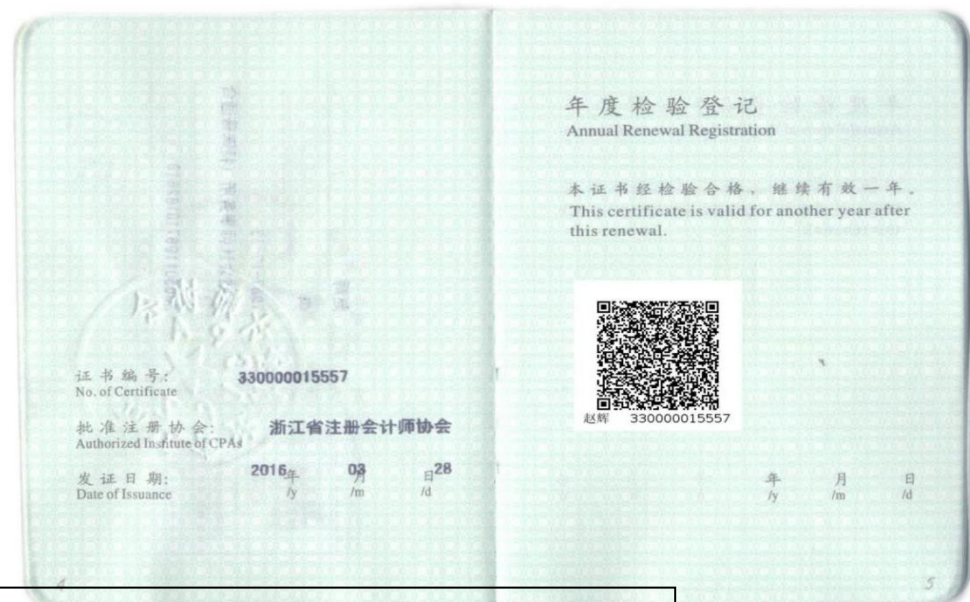 证书编号: 330000015557
No. of Certificate
批准注册协会: 浙江省注册会计师协会
Authorized Institute of CPAs
发证日期: 2016年 03月 28日
Date of Issuance /y /m /d
4
年度检验登记
Annual Renewal Registration
本证书经检验合格，继续有效一年。
This certificate is valid for another year after
this renewal.
赵辉 330000015557
年 月 日
/y /m /d
5